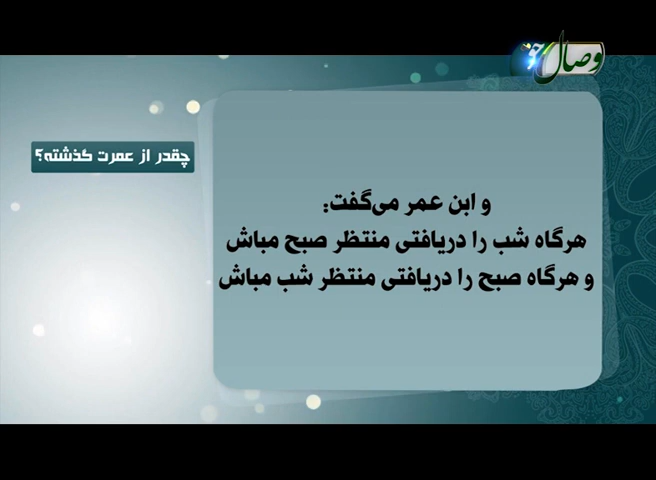 وصال
چقدر از عمرت گذشته؟
و ابن عمر می‌گفت:
هرگاه شب را دریافتی منتظر صبح مباش
و هرگاه صبح را دریافتی منتظر شب مباش